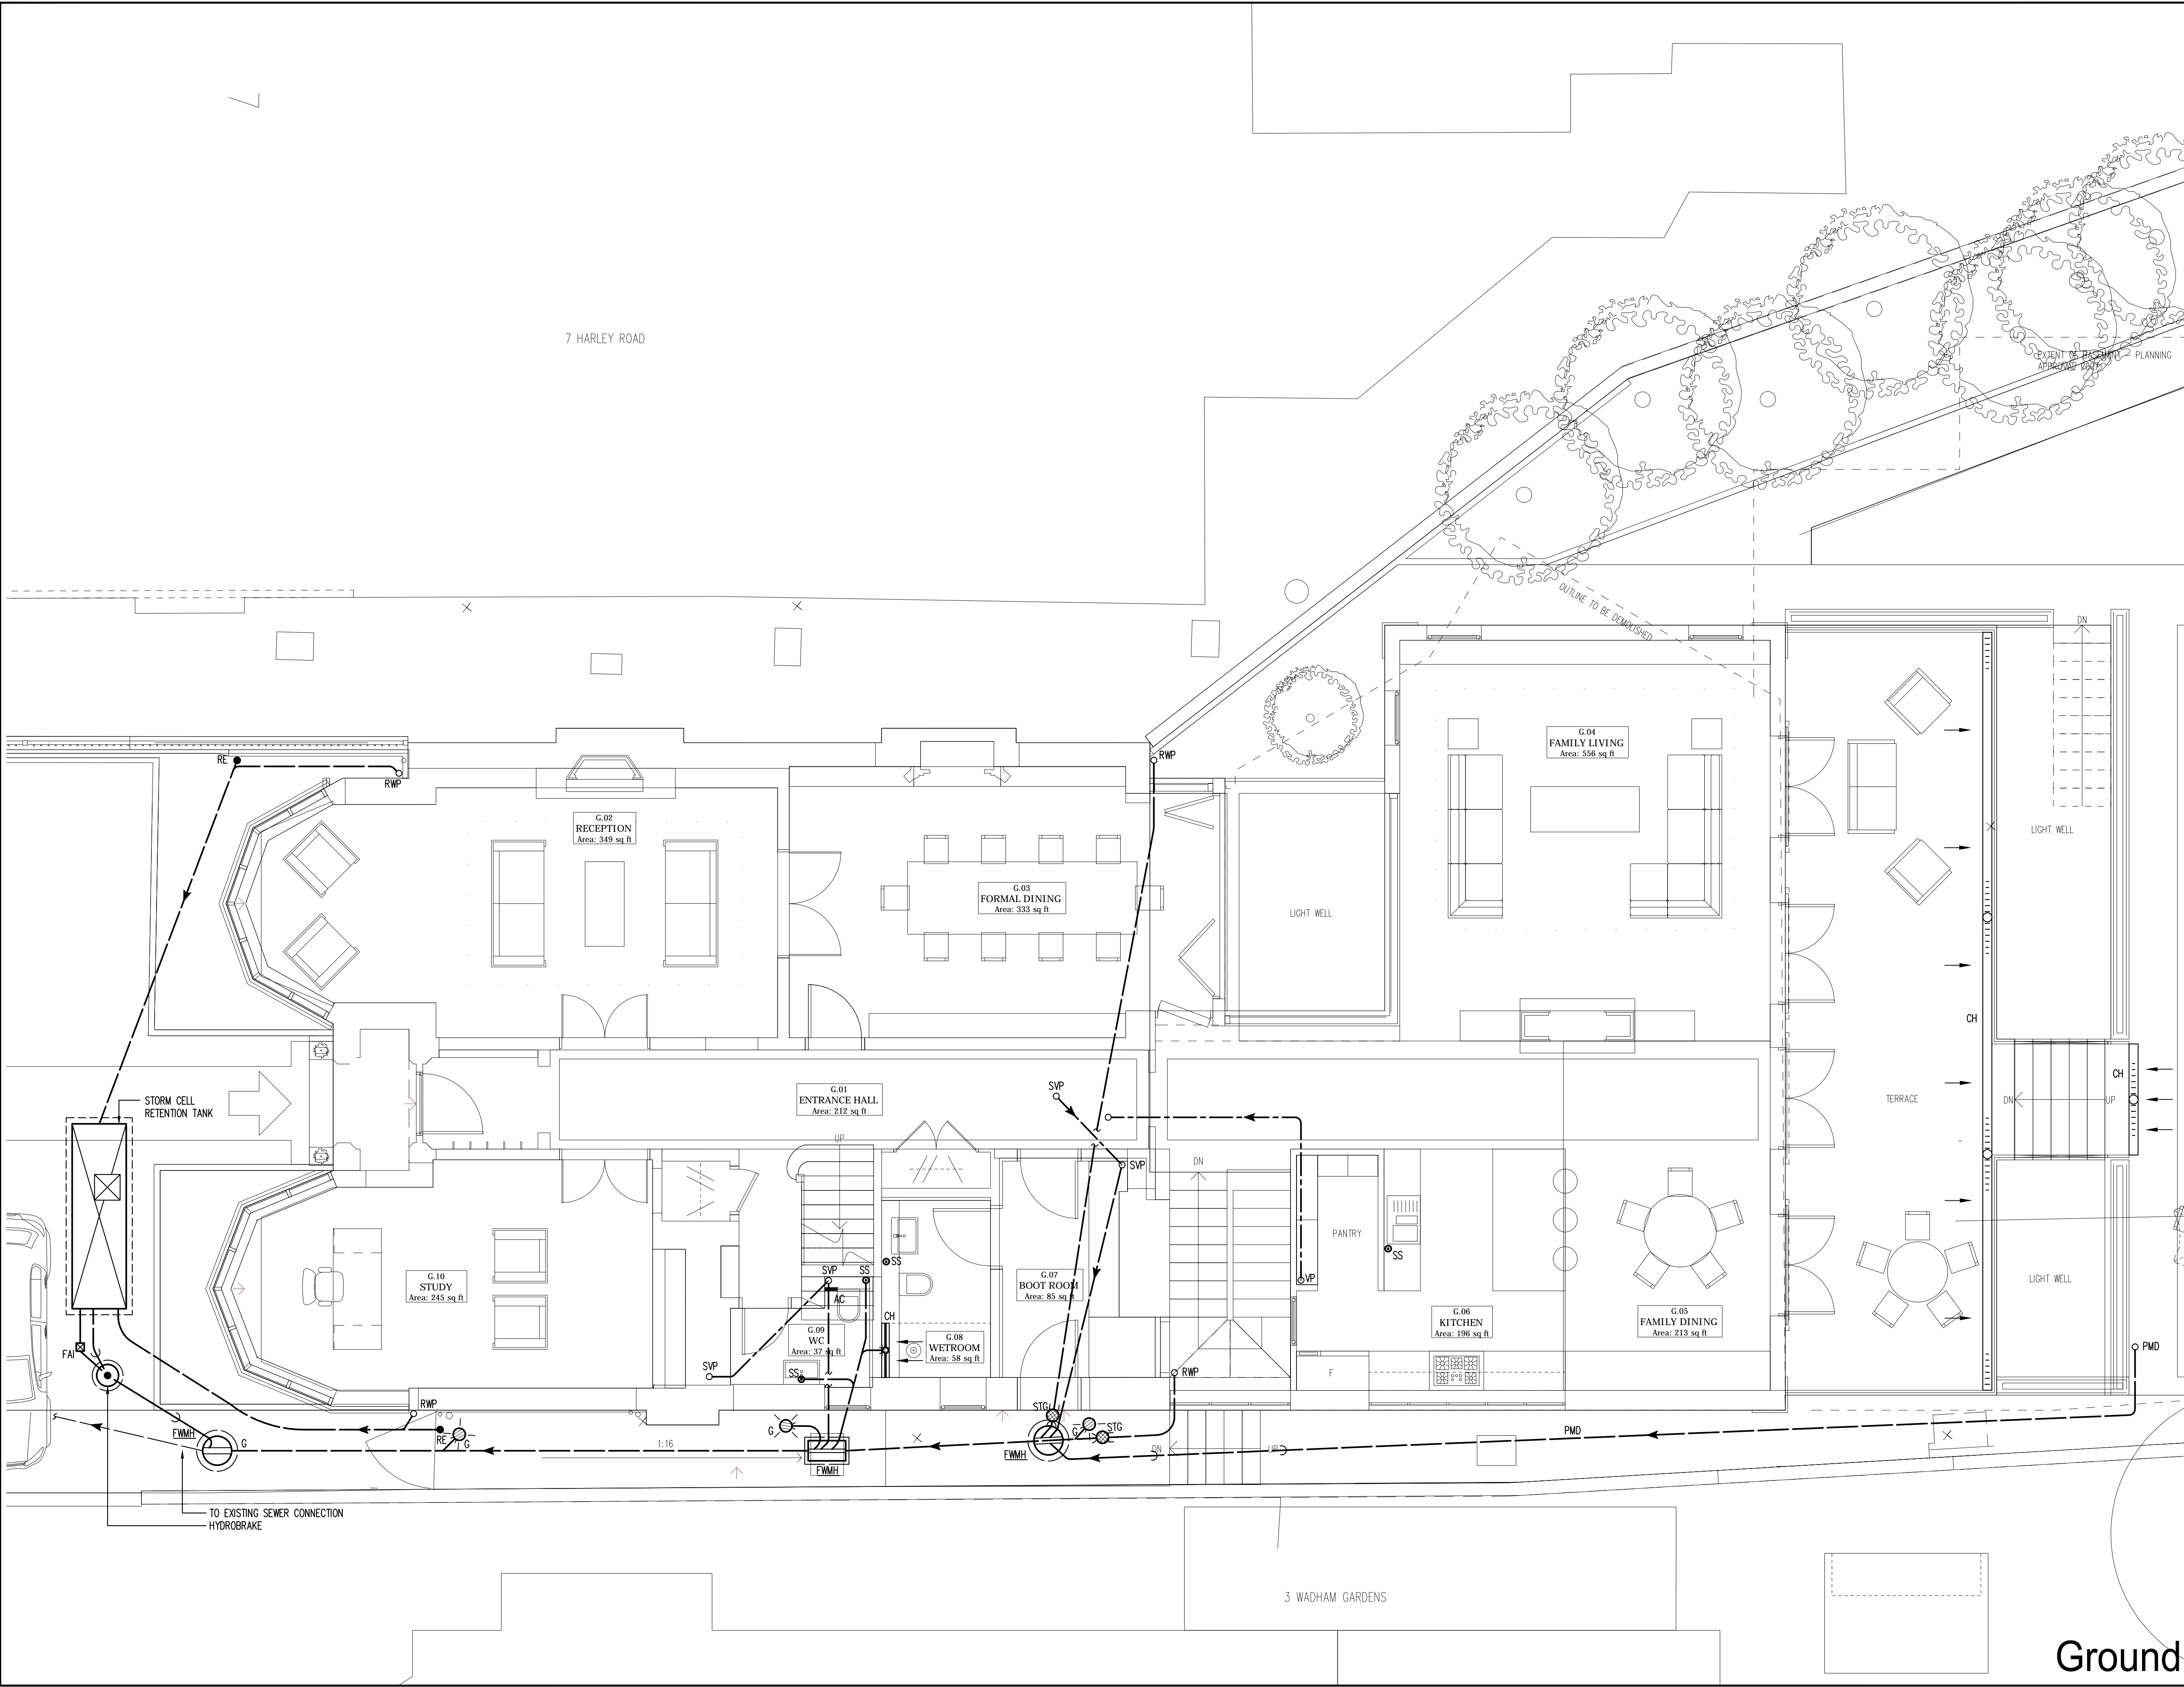 7 HARLEY ROAD
EXTENT OF BASEMENT - PLANNING
OUTLINE TO BE DEMOLISHED
DN
RE
RWP
RWP
G.02
RECEPTION
Area: 349 sq ft
G.03
FORMAL DINING
Area: 333 sq ft
LIGHT WELL
G.04
FAMILY LIVING
Area: 556 sq ft
LIGHT WELL
CH
STORM CELL
RETENTION TANK
G.01
ENTRANCE HALL
Area: 212 sq ft
UP
SVP
SVP
DN
TERRACE
DN
UP
CH
PANTRY
SS
VP
LIGHT WELL
G.10
STUDY
Area: 245 sq ft
SVP
SS
SS
AC
CH
G.09
WC
Area: 37 sq ft
G.08
WETROOM
Area: 58 sq ft
G.07
BOOT ROOM
Area: 85 sq ft
G.06
KITCHEN
Area: 196 sq ft
G.05
FAMILY DINING
Area: 213 sq ft
FAI
SVP
SS
RWP
F
PMD
RWP
STG
G
STG
G
RE
G
FWMH
G
1:16
FWMH
FWMH
DN
UP
PMD
TO EXISTING SEWER CONNECTION
HYDROBRAKE
3 WADHAM GARDENS
Ground